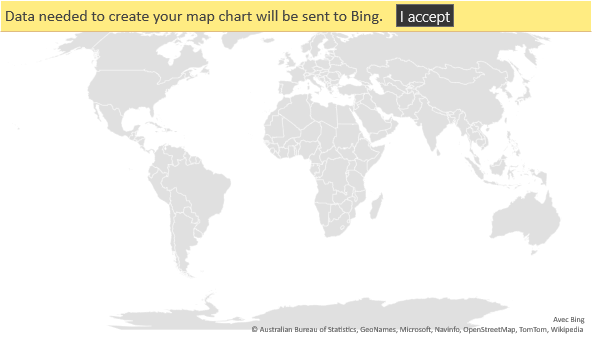 Data needed to create your map chart will be sent to Bing. I accept
Avec Bing
© Australian Bureau of Statistics, GeoNames, Microsoft, Navinfo, OpenStreetMap, TomTom, Wikipedia